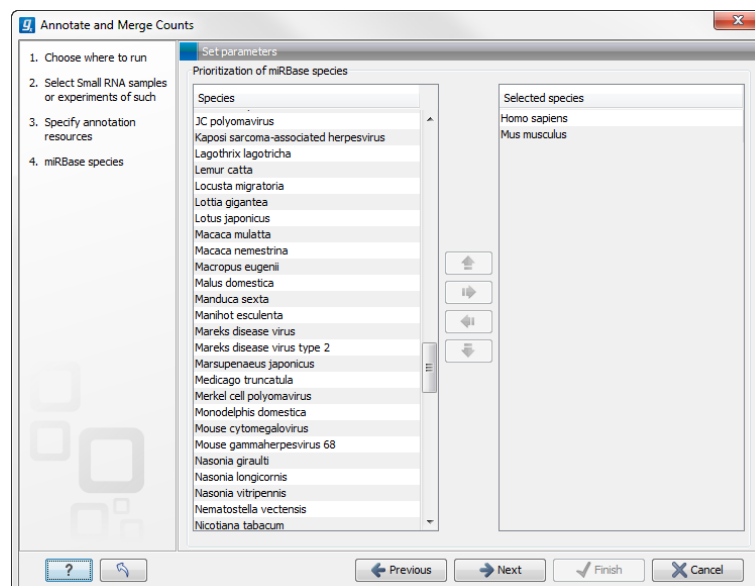 Annotate and Merge Counts
1. Choose where to run
2. Select Small RNA samples
or experiments of such
3. Specify annotation
resources
4. miRBase species
Set parameters
Prioritization of miRBase species
Species
JC polyomavirus
Kaposi sarcoma-associated herpesvirus
Lagothrix lagotricha
Lemur catta
Locusta migratoria
Lottia gigantea
Lotus japonicus
Macaca mulatta
Macaca nemestrina
Macropus eugenii
Malus domestica
Manduca sexta
Manihot esculenta
Mareks disease virus
Mareks disease virus type 2
Marsupenaeus japonicus
Medicago truncatula
Merkel cell polyomavirus
Monodelphis domestica
Mouse cytomegalovirus
Mouse gammaherpesvirus 68
Nasonia giraulti
Nasonia longicornis
Nasonia vitripennis
Nematostella vectensis
Nicotiana tabacum
Selected species
Homo sapiens
Mus musculus
?
Previous
Next
Finish
Cancel